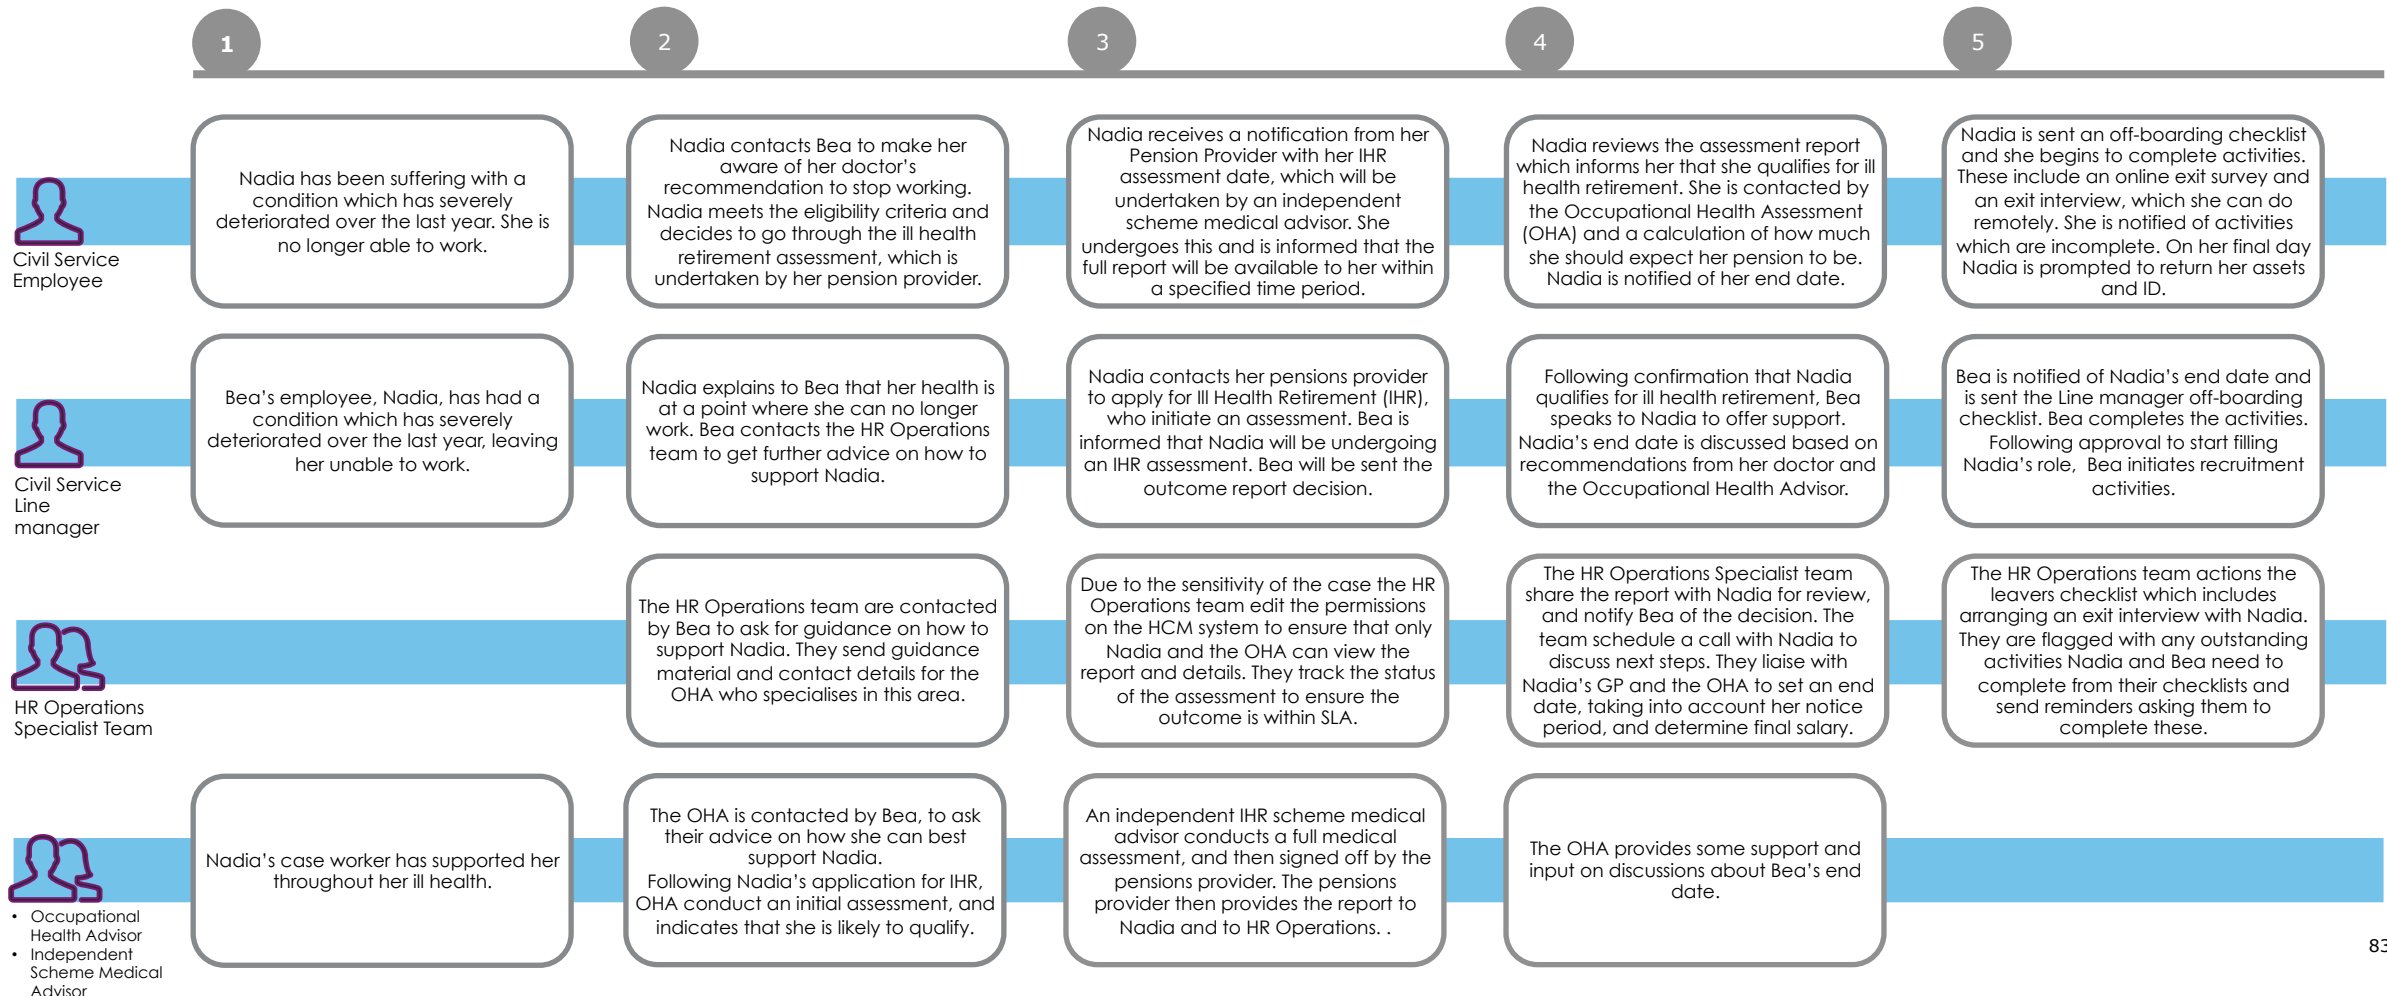 1
2
3
4
5
Civil Service
Employee
Nadia has been suffering with a
condition which has severely
deteriorated over the last year. She is
no longer able to work.
Nadia contacts Bea to make her
aware of her doctor's
recommendation to stop working.
Nadia meets the eligibility criteria and
decides to go through the ill health
retirement assessment, which is
undertaken by her pension provider.
Nadia receives a notification from her
Pension Provider with her IHR
assessment date, which will be
undertaken by an independent
scheme medical advisor. She
undergoes this and is informed that the
full report will be available to her within
a specified time period.
Nadia reviews the assessment report
which informs her that she qualifies for ill
health retirement. She is contacted by
the Occupational Health Assessment
(OHA) and a calculation of how much
she should expect her pension to be.
Nadia is notified of her end date.
Nadia is sent an off-boarding checklist
and she begins to complete activities.
These include an online exit survey and
an exit interview, which she can do
remotely. She is notified of activities
which are incomplete. On her final day
Nadia is prompted to return her assets
and ID.
Civil Service
Line
manager
Bea's employee, Nadia, has had a
condition which has severely
deteriorated over the last year, leaving
her unable to work.
Nadia explains to Bea that her health is
at a point where she can no longer
work. Bea contacts the HR Operations
team to get further advice on how to
support Nadia.
Nadia contacts her pensions provider
to apply for Ill Health Retirement (IHR),
who initiate an assessment. Bea is
informed that Nadia will be undergoing
an IHR assessment. Bea will be sent the
outcome report decision.
Following confirmation that Nadia
qualifies for ill health retirement, Bea
speaks to Nadia to offer support.
Nadia's end date is discussed based on
recommendations from her doctor and
the Occupational Health Advisor.
Bea is notified of Nadia's end date and
is sent the Line manager off-boarding
checklist. Bea completes the activities.
Following approval to start filling
Nadia's role, Bea initiates recruitment
activities.
HR Operations
Specialist Team
The HR Operations team are contacted
by Bea to ask for guidance on how to
support Nadia. They send guidance
material and contact details for the
OHA who specialises in this area.
Due to the sensitivity of the case the HR
Operations team edit the permissions
on the HCM system to ensure that only
Nadia and the OHA can view the
report and details. They track the status
of the assessment to ensure the
outcome is within SLA.
The HR Operations Specialist team
share the report with Nadia for review,
and notify Bea of the decision. The
team schedule a call with Nadia to
discuss next steps. They liaise with
Nadia's GP and the OHA to set an end
date, taking into account her notice
period, and determine final salary.
The HR Operations team actions the
leavers checklist which includes
arranging an exit interview with Nadia.
They are flagged with any outstanding
activities Nadia and Bea need to
complete from their checklists and
send reminders asking them to
complete these.
• Occupational
Health Advisor
• Independent
Scheme Medical
Advisor
Nadia's case worker has supported her
throughout her ill health.
The OHA is contacted by Bea, to ask
their advice on how she can best
support Nadia.
Following Nadia's application for IHR,
OHA conduct an initial assessment, and
indicates that she is likely to qualify.
An independent IHR scheme medical
advisor conducts a full medical
assessment, and then signed off by the
pensions provider. The pensions
provider then provides the report to
Nadia and to HR Operations. .
The OHA provides some support and
input on discussions about Bea's end
date.
83